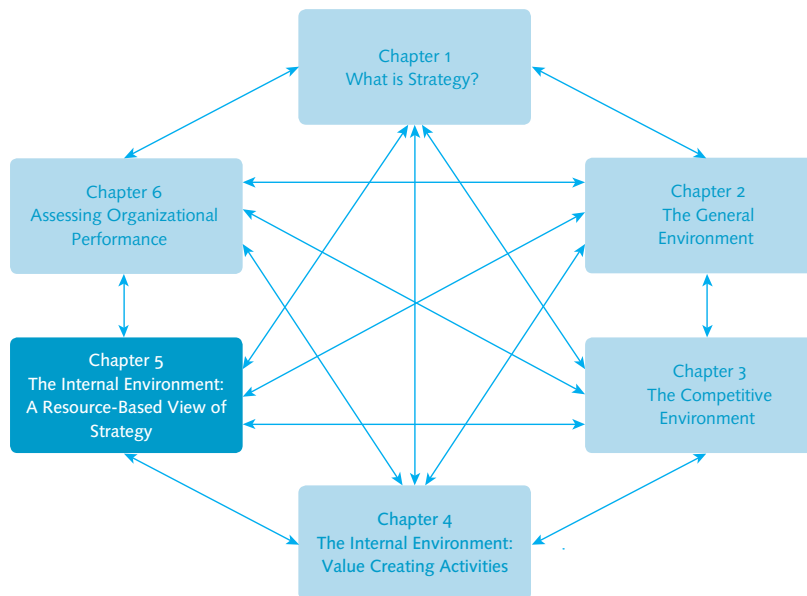 Chapter 1
What is Strategy?
Chapter 6
Assessing Organizational
Performance
Chapter 2
The General
Environment
Chapter 5
The Internal Environment:
A Resource-Based View of
Strategy
Chapter 3
The Competitive
Environment
Chapter 4
The Internal Environment:
Value Creating Activities